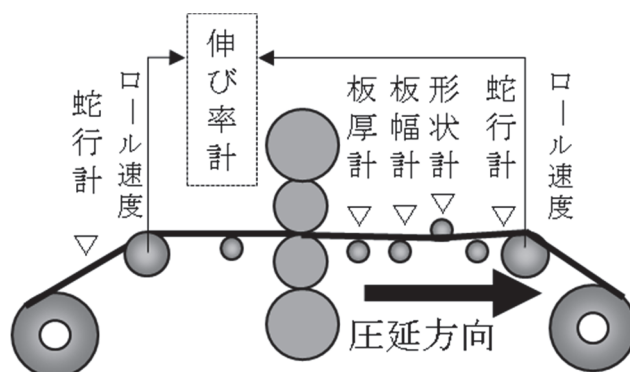 蛇行計
ロール速度
伸び率計
板厚計
板幅計
形状計
蛇行計
ロール速度
圧延方向